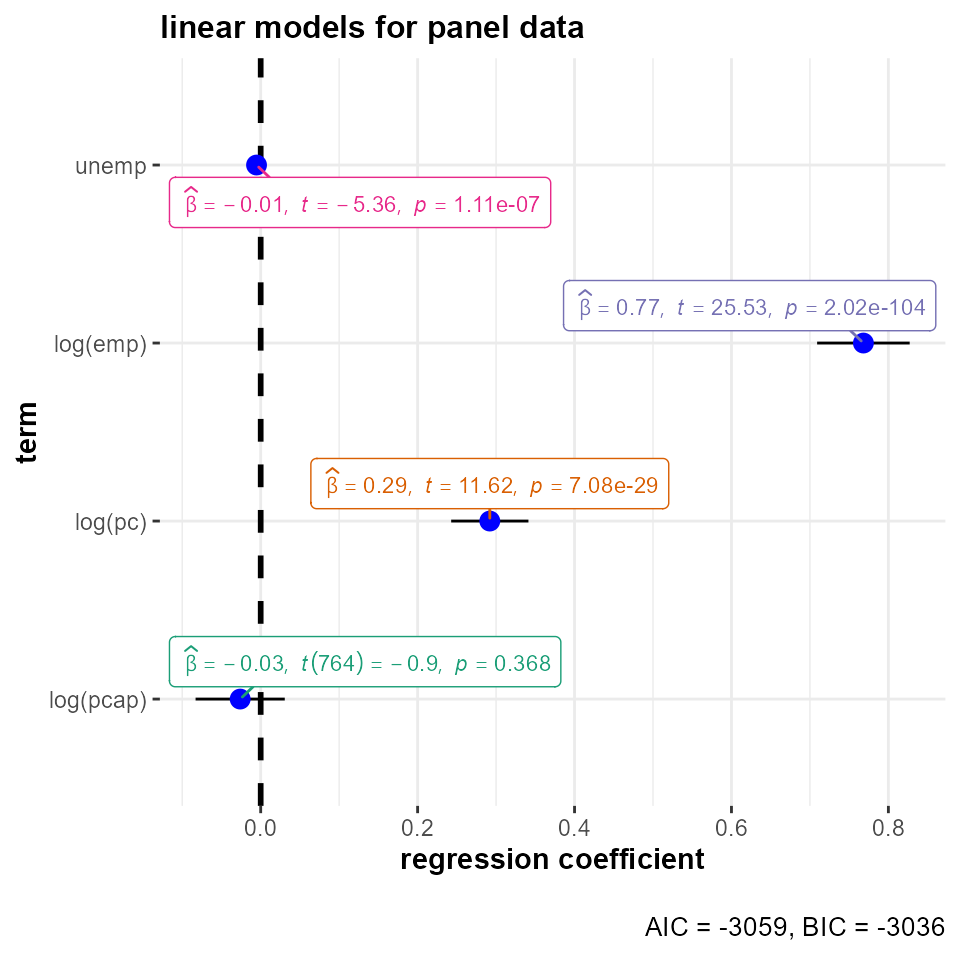 linear models for panel data
unemp
β̂ = − 0.01, t = − 5.36, p = 1.11e-07
β̂ = 0.77, t = 25.53, p = 2.02e-104
log(emp)
term
β̂ = 0.29, t = 11.62, p = 7.08e-29
log(pc)
β̂ = − 0.03, t(764) = − 0.9, p = 0.368
log(pcap)
0.0 0.2 0.4 0.6 0.8
regression coefficient
AIC = -3059, BIC = -3036